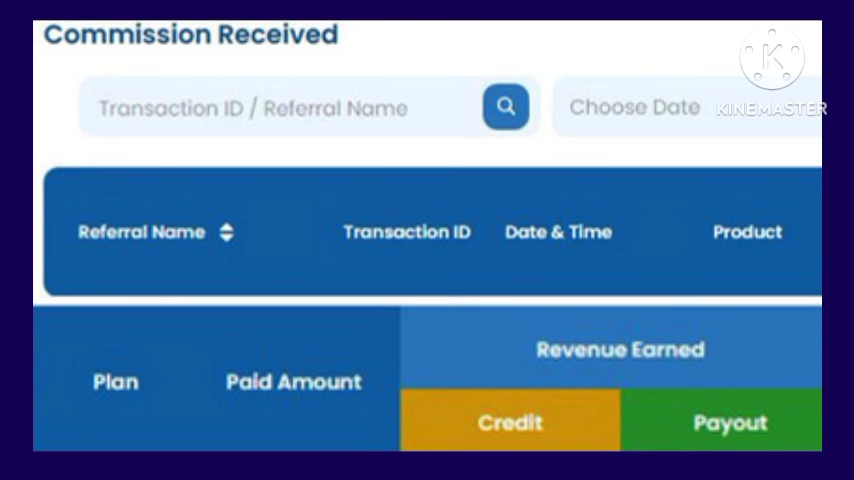 Commission Received
Transaction ID / Referral Name
Choose Date
KINEMASTER
Referral Name
Transaction ID
Date & Time
Product
Revenue Earned
Plan
Paid Amount
Credit
Payout